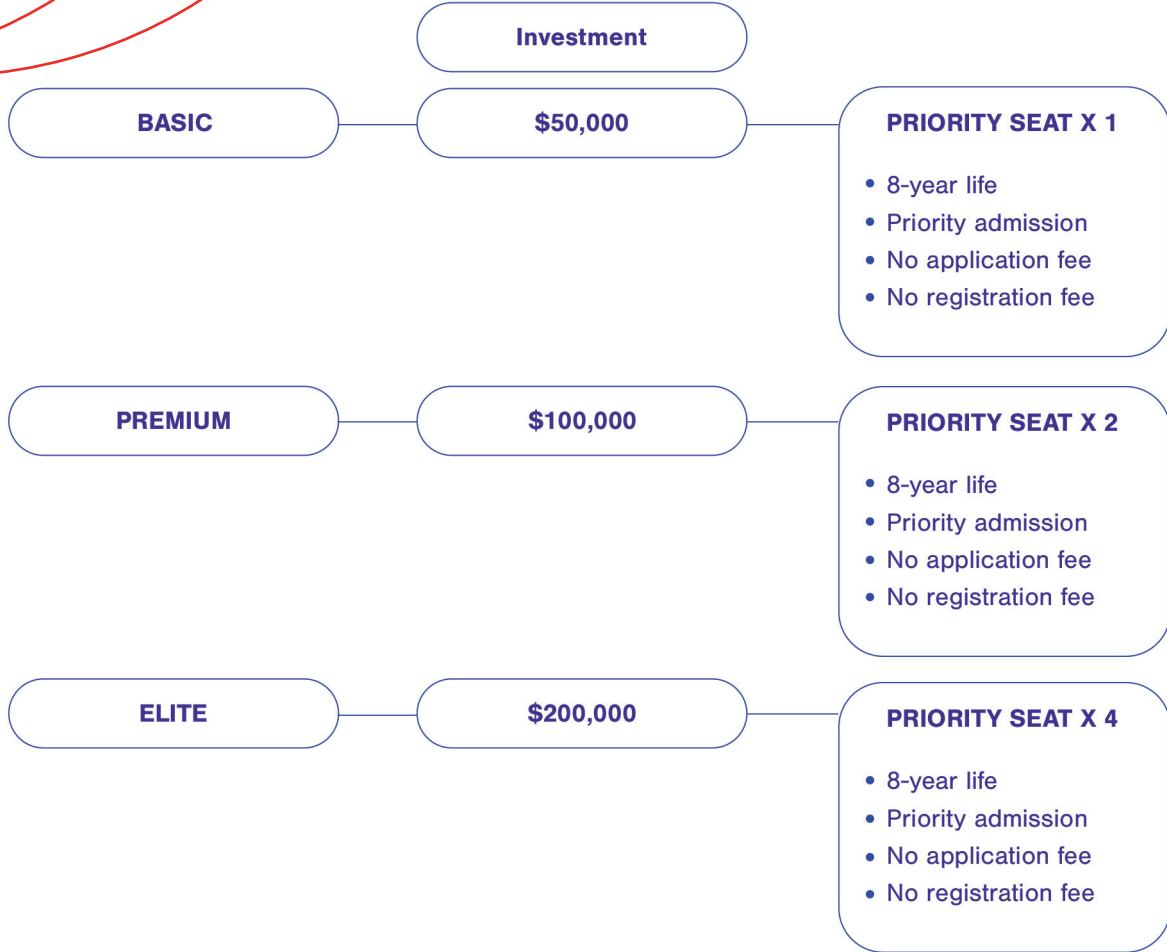 Investment
BASIC
$50,000
PRIORITY SEAT X 1
• 8-year life
• Priority admission
• No application fee
• No registration fee
PREMIUM
$100,000
PRIORITY SEAT X 2
• 8-year life
• Priority admission
• No application fee
• No registration fee
ELITE
$200,000
PRIORITY SEAT X 4
• 8-year life
• Priority admission
• No application fee
• No registration fee